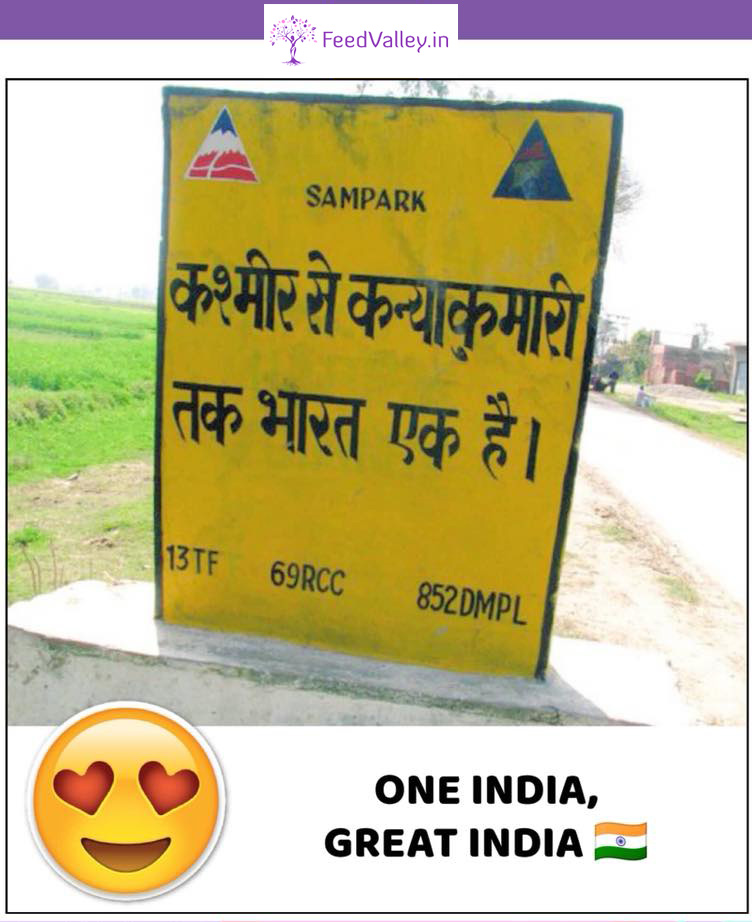 FeedValley.in
SAMPARK
कश्मीर से कन्याकुमारी
तक भारत एक है।
13TF 69RCC 852DMPL
ONE INDIA,
GREAT INDIA 🇮🇳